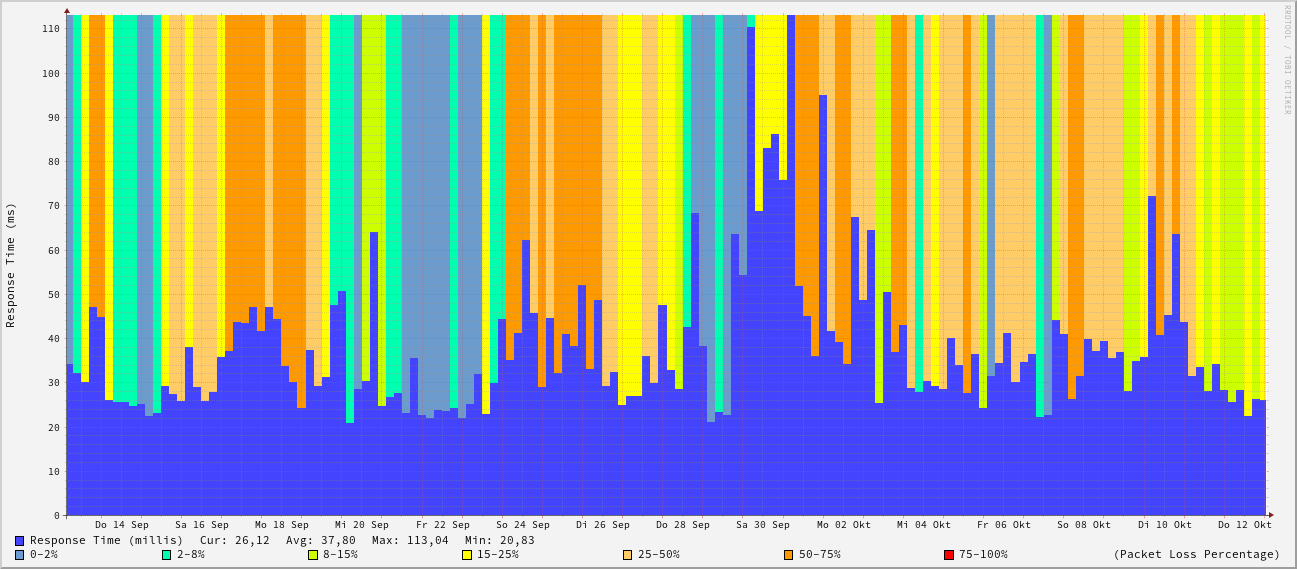 RRDTOOL / TOBI OETIKER
Response Time (ms)
110
100
90
80
70
60
50
40
30
20
10
0
Do 14 Sep Sa 16 Sep Mo 18 Sep Mi 20 Sep Fr 22 Sep So 24 Sep Di 26 Sep Do 28 Sep Sa 30 Sep Mo 02 Okt Mi 04 Okt Fr 06 Okt So 08 Okt Di 10 Okt Do 12 Okt
Response Time (millis) Cur: 26,12 Avg: 37,80 Max: 113,04 Min: 20,83
0-2% 2-8% 8-15% 15-25% 25-50% 50-75% 75-100% (Packet Loss Percentage)